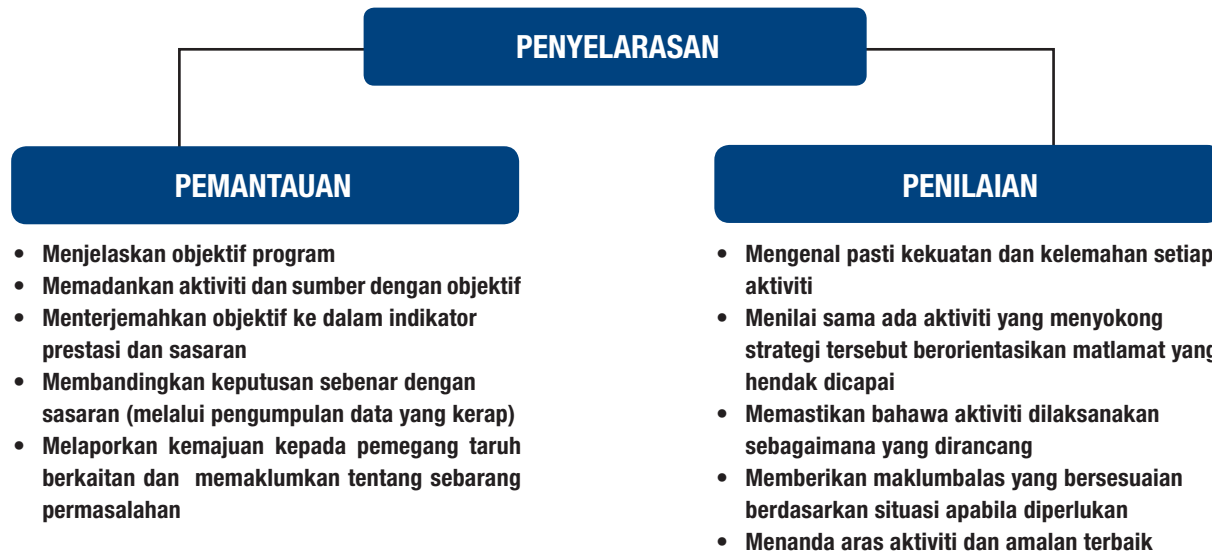 PENYELARASAN
PEMANTAUAN
• Menjelaskan objektif program
• Memadankan aktiviti dan sumber dengan objektif
• Menterjemahkan objektif ke dalam indikator
prestasi dan sasaran
• Membandingkan keputusan sebenar dengan
sasaran (melalui pengumpulan data yang kerap)
• Melaporkan kemajuan kepada pemegang taruh
berkaitan dan memaklumkan tentang sebarang
permasalahan
PENILAIAN
• Mengenal pasti kekuatan dan kelemahan setiap
aktiviti
• Menilai sama ada aktiviti yang menyokong
strategi tersebut berorientasikan matlamat yang
hendak dicapai
• Memastikan bahawa aktiviti dilaksanakan
sebagaimana yang dirancang
• Memberikan maklumbalas yang bersesuaian
berdasarkan situasi apabila diperlukan
• Menanda aras aktiviti dan amalan terbaik